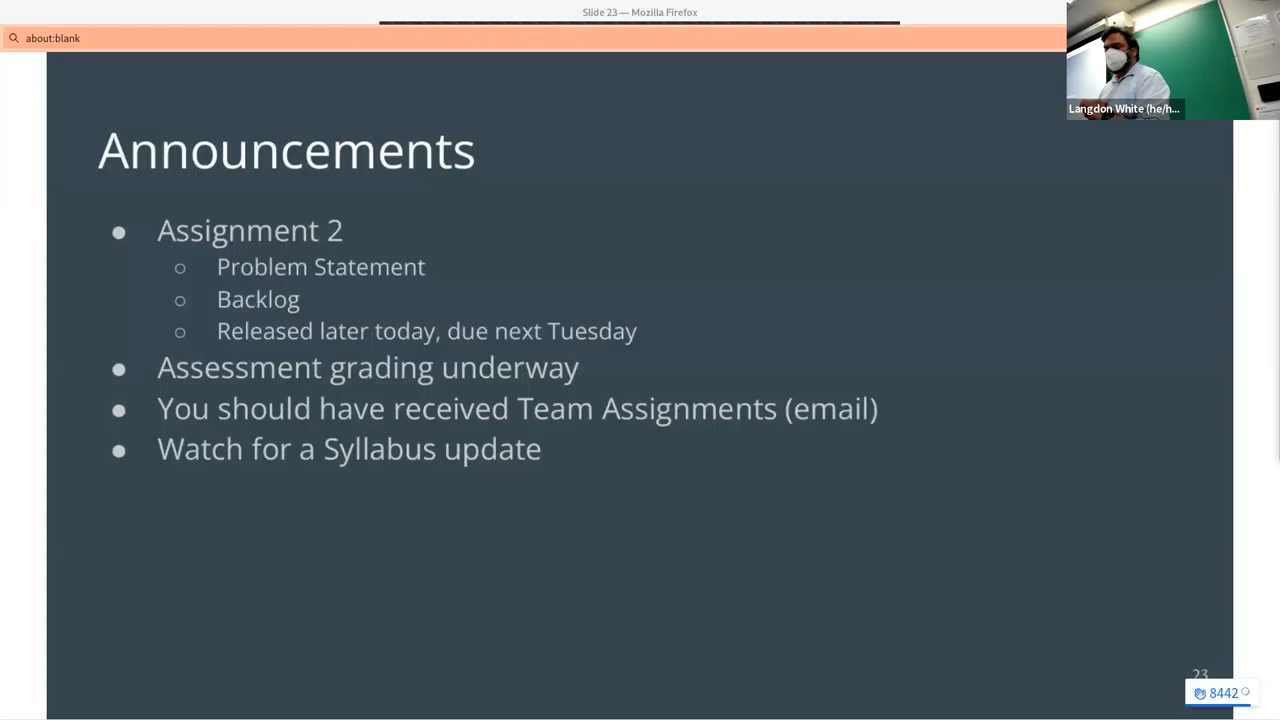 Slide 23 — Mozilla Firefox
about:blank
Langdon White (he/h...
Announcements
● Assignment 2
○ Problem Statement
○ Backlog
○ Released later today, due next Tuesday
● Assessment grading underway
● You should have received Team Assignments (email)
● Watch for a Syllabus update
23
8442